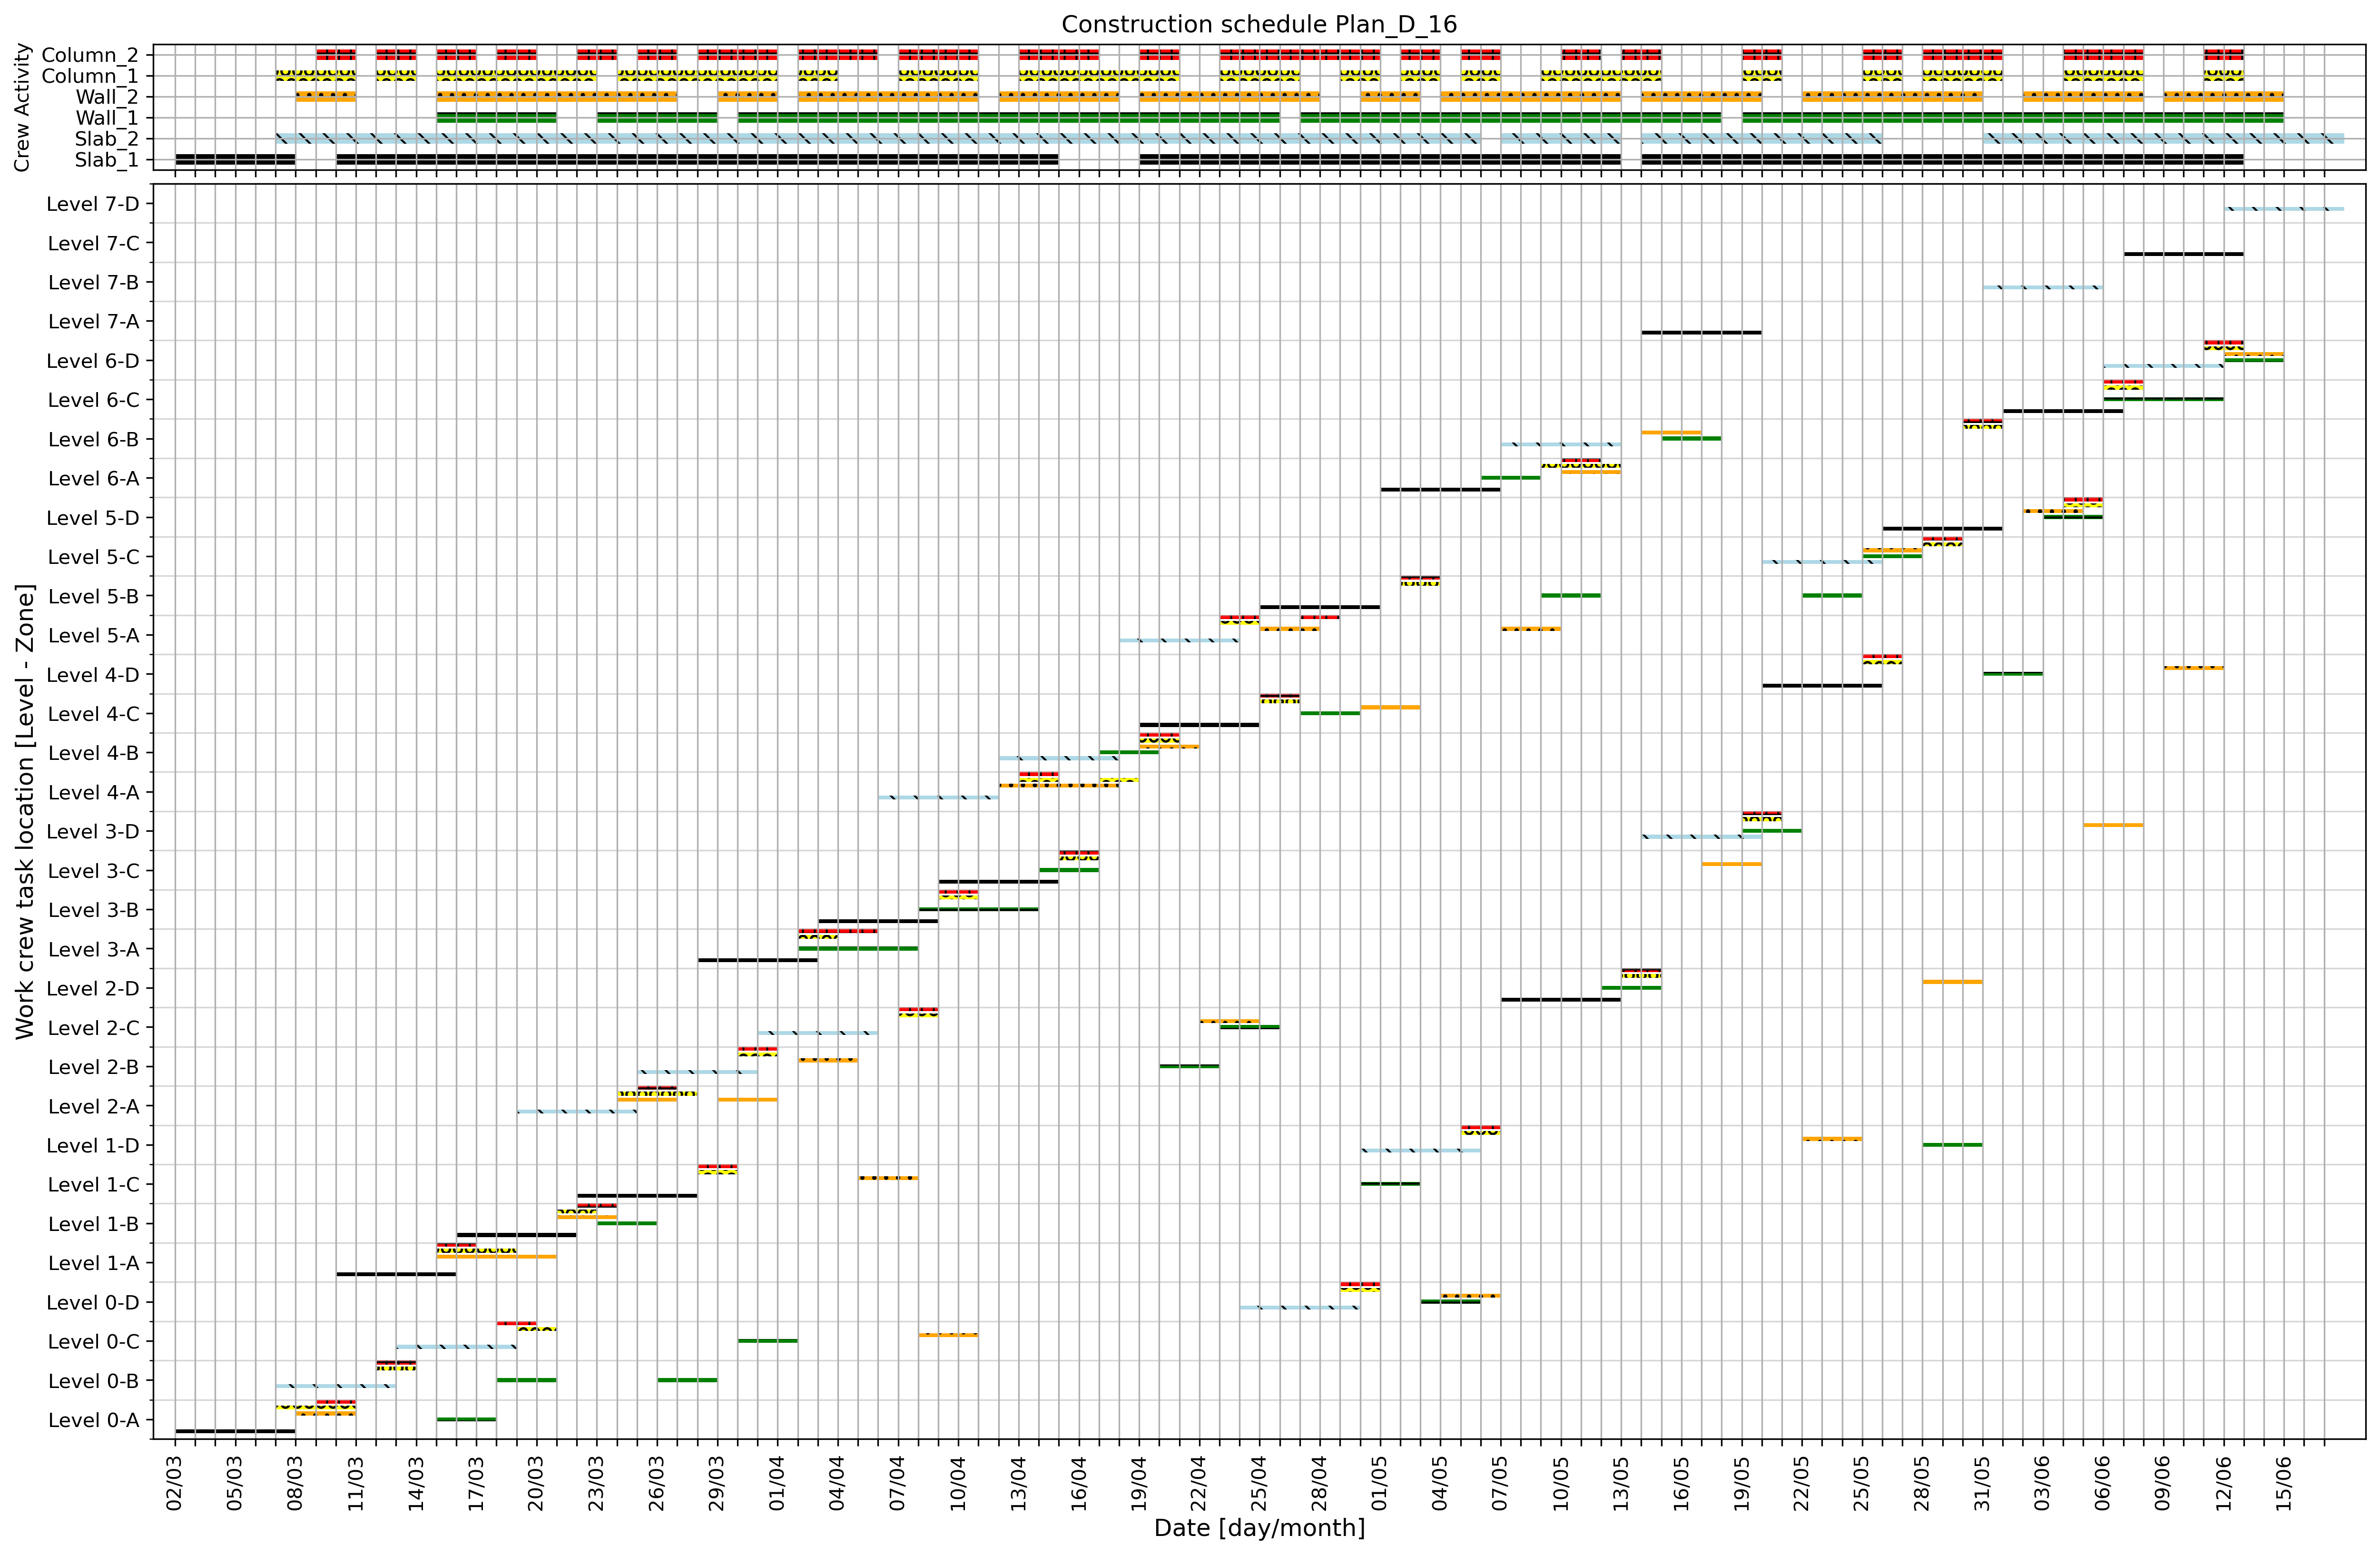 Construction schedule Plan_D_16
Crew Activity
Column_2
Column_1
Wall_2
Wall_1
Slab_2
Slab_1
Work crew task location [Level - Zone]
Level 7-D
Level 7-C
Level 7-B
Level 7-A
Level 6-D
Level 6-C
Level 6-B
Level 6-A
Level 5-D
Level 5-C
Level 5-B
Level 5-A
Level 4-D
Level 4-C
Level 4-B
Level 4-A
Level 3-D
Level 3-C
Level 3-B
Level 3-A
Level 2-D
Level 2-C
Level 2-B
Level 2-A
Level 1-D
Level 1-C
Level 1-B
Level 1-A
Level 0-D
Level 0-C
Level 0-B
Level 0-A
02/03 05/03 08/03 11/03 14/03 17/03 20/03 23/03 26/03 29/03 01/04 04/04 07/04 10/04 13/04 16/04 19/04 22/04 25/04 28/04 01/05 04/05 07/05 10/05 13/05 16/05 19/05 22/05 25/05 28/05 31/05 03/06 06/06 09/06 12/06 15/06
Date [day/month]